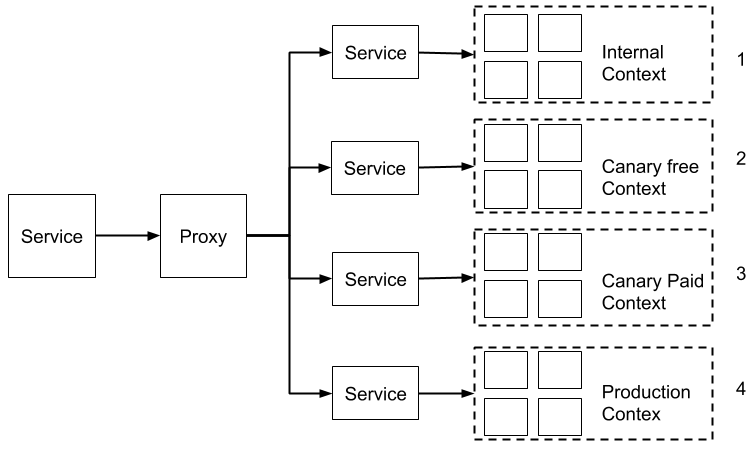 Service
Proxy
Service
Internal
Context
1
Service
Canary free
Context
2
Service
Canary Paid
Context
3
Service
Production
Contex
4